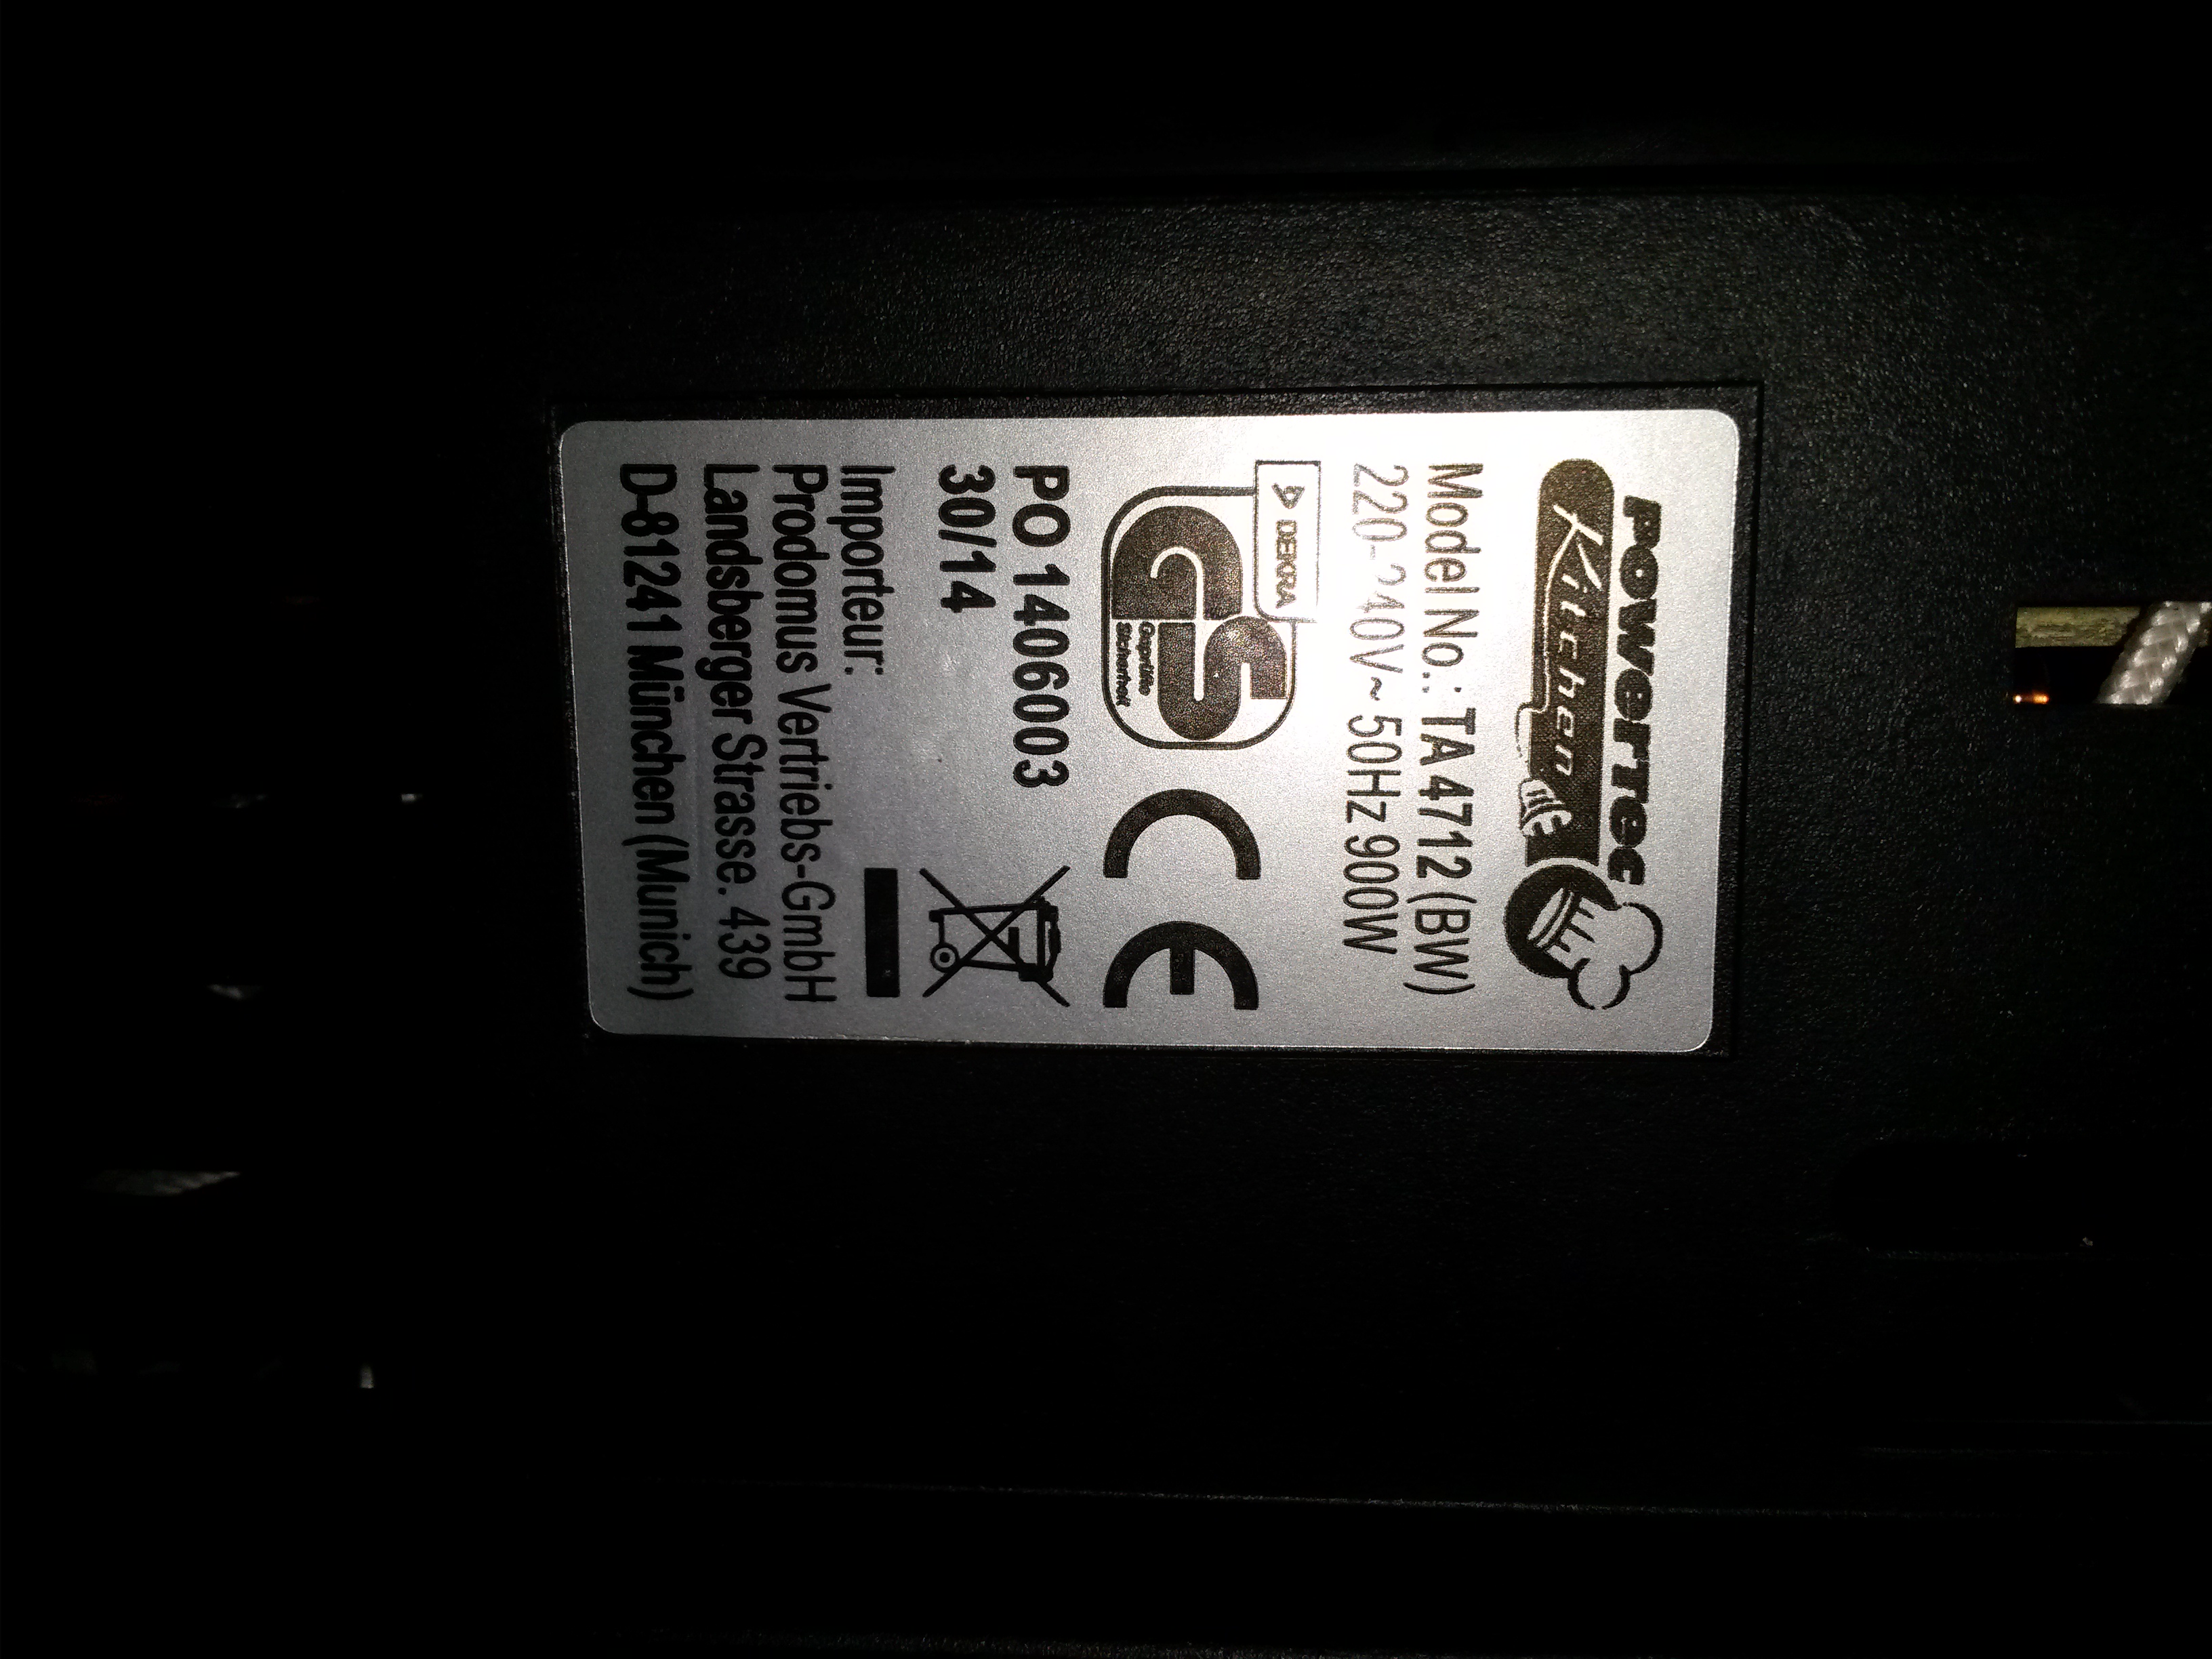 POWERTEC
Kitchen
Model No.: TA 4712 (BW)
220-240V~ 50Hz 900W
DEKRA
GS
Geprüfte
Sicherheit
CE
PO 1406003
30/14
Importeur:
Prodomus Vertriebs-GmbH
Landsberger Strasse. 439
D-81241 München (Munich)